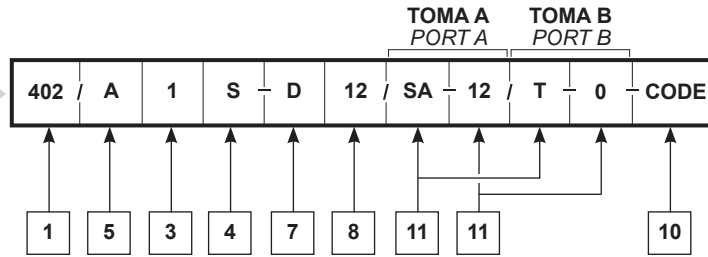 TOMA A TOMA B
PORT A PORT B
402 / A 1 S - D 12 / SA - 12 / T - 0 - CODE
1 5 3 4 7 8 11 11 10